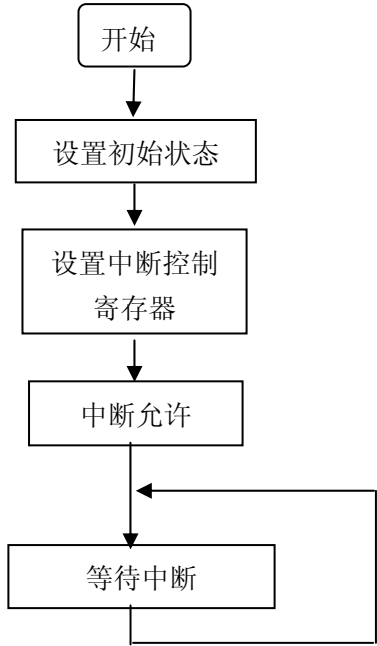 开始
设置初始状态
设置中断控制
寄存器
中断允许
等待中断